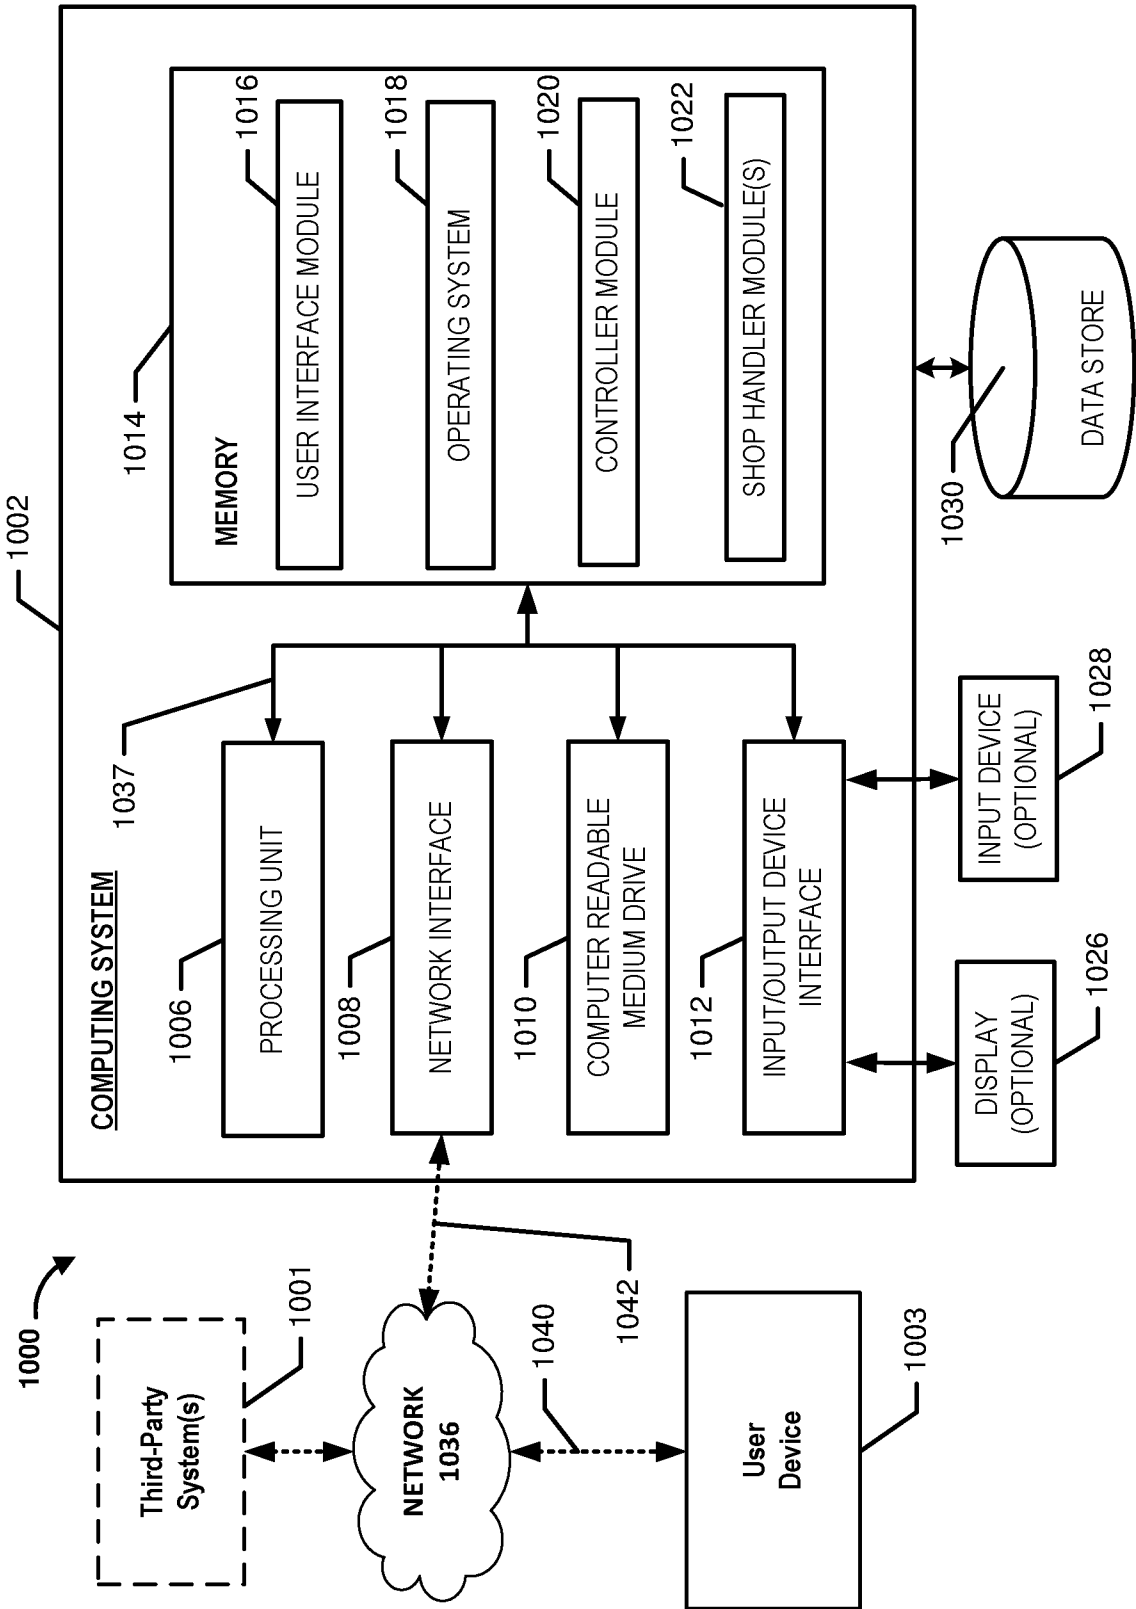 1000
Third-Party
System(s)
1001
NETWORK
1036
1040
1042
User
Device
1003
1002
COMPUTING SYSTEM
1037
1006
PROCESSING UNIT
1008
NETWORK INTERFACE
1010
COMPUTER READABLE
MEDIUM DRIVE
1012
INPUT/OUTPUT DEVICE
INTERFACE
1014
MEMORY
1016
USER INTERFACE MODULE
1018
OPERATING SYSTEM
1020
CONTROLLER MODULE
1022
SHOP HANDLER MODULE(S)
DISPLAY
(OPTIONAL)
1026
INPUT DEVICE
(OPTIONAL)
1028
1030
DATA STORE